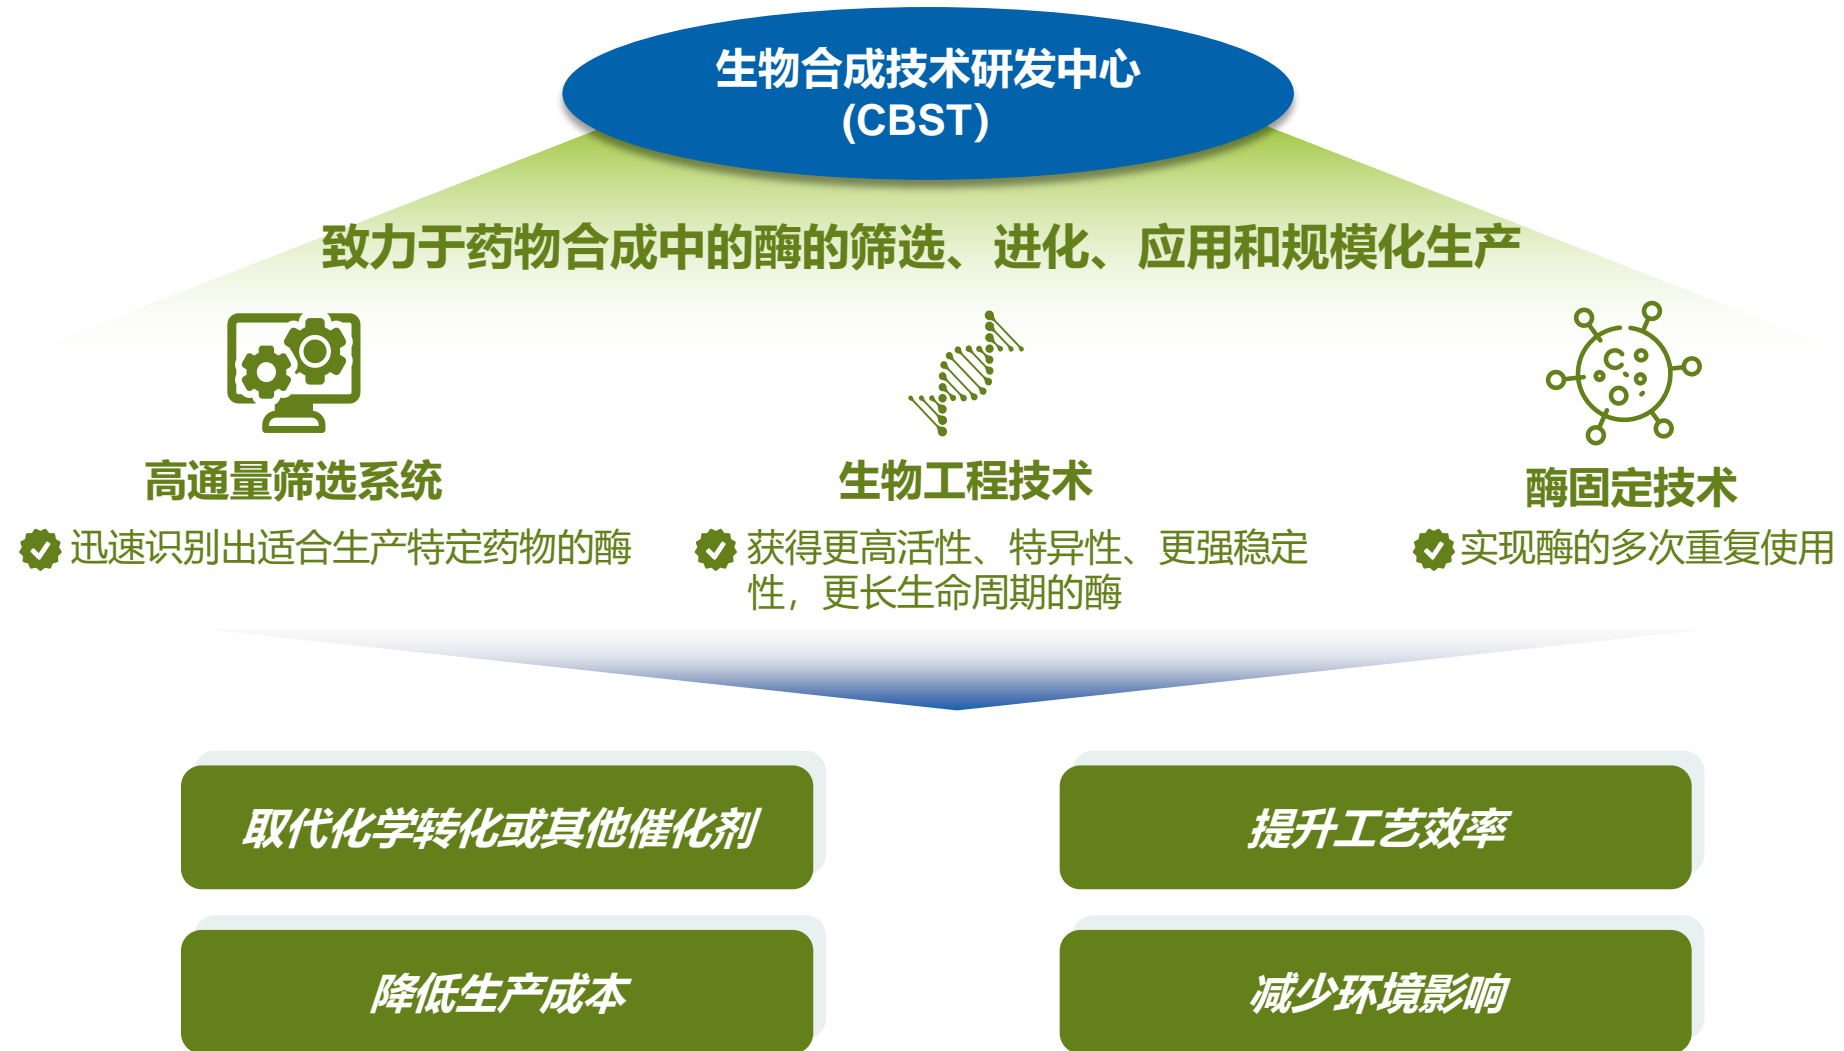 生物合成技术研发中心
(CBST)
致力于药物合成中的酶的筛选、进化、应用和规模化生产
高通量筛选系统
迅速识别出适合生产特定药物的酶
生物工程技术
获得更高活性、特异性、更强稳定
性，更长生命周期的酶
酶固定技术
实现酶的多次重复使用
取代化学转化或其他催化剂
提升工艺效率
降低生产成本
减少环境影响